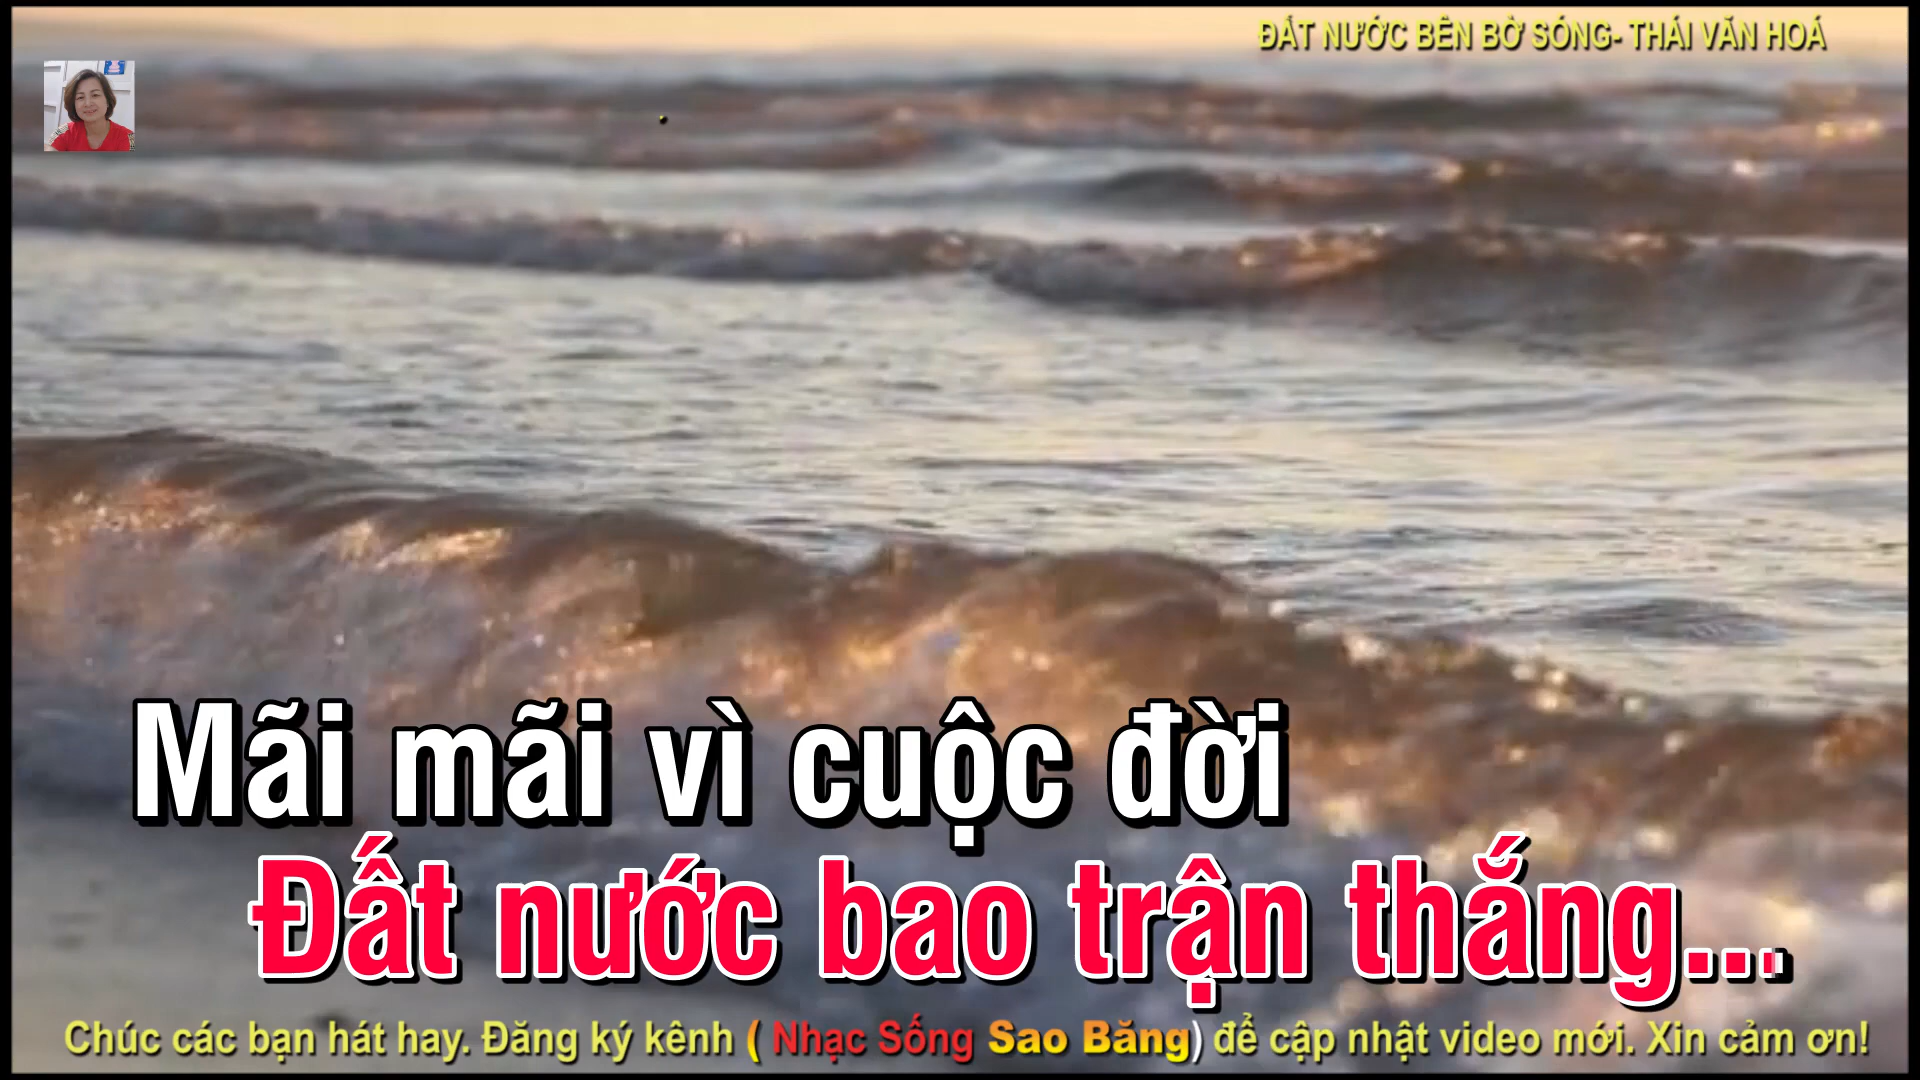 ĐẤT NƯỚC BÊN BỜ SÓNG- THÁI VĂN HOÁ
Mãi mãi vì cuộc đời
Đất nước bao trận thắng...
Chúc các bạn hát hay. Đăng ký kênh ( Nhạc Sống Sao Băng) để cập nhật video mới. Xin cảm ơn!